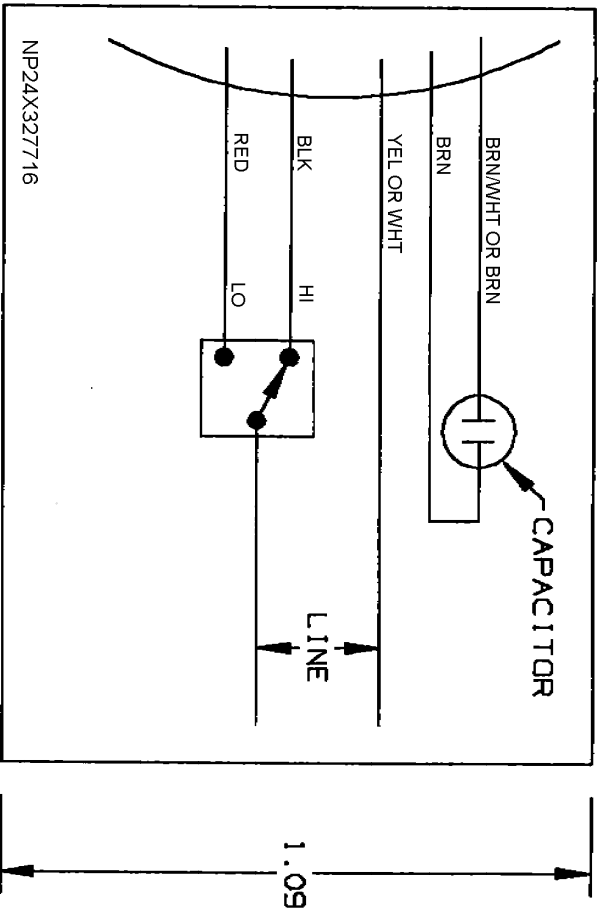 CAPACITOR
BRN/WHT OR BRN
BRN
YEL OR WHT
LINE
BLK
HI
RED
LO
NP24X327716
1.09